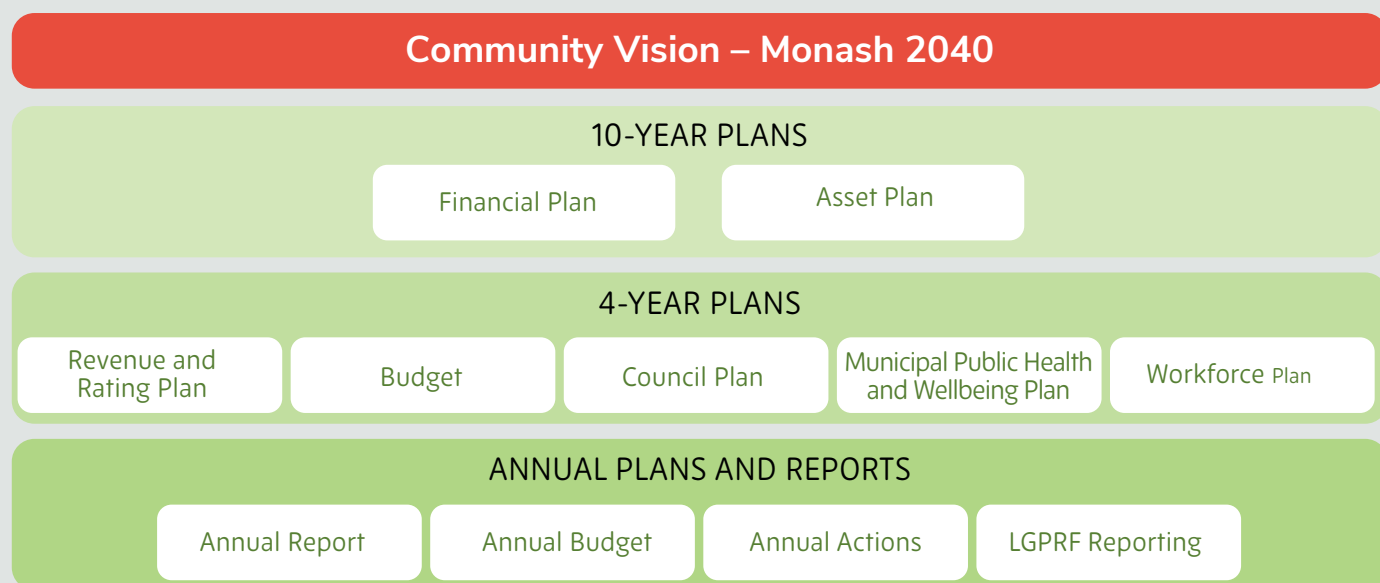 Community Vision – Monash 2040
10-YEAR PLANS
Financial Plan
Asset Plan
4-YEAR PLANS
Revenue and
Rating Plan
Budget
Council Plan
Municipal Public Health
and Wellbeing Plan
Workforce Plan
ANNUAL PLANS AND REPORTS
Annual Report
Annual Budget
Annual Actions
LGPRF Reporting